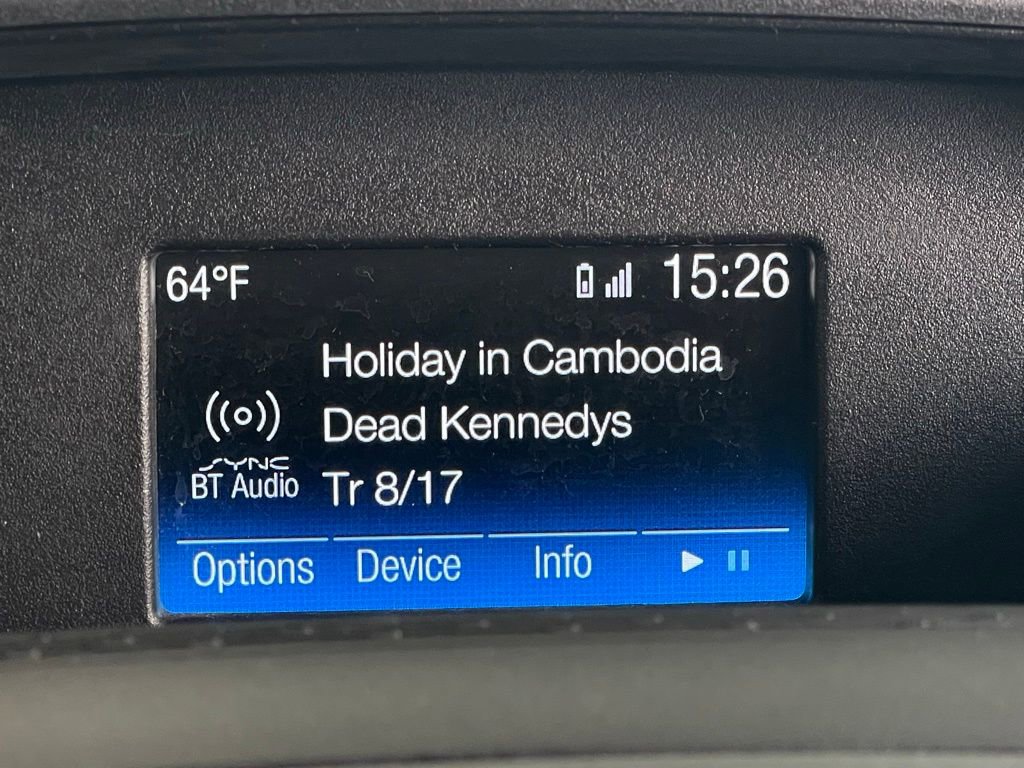 64°F 15:26
Holiday in Cambodia
Dead Kennedys
SYNC
BT Audio Tr 8/17
Options Device Info